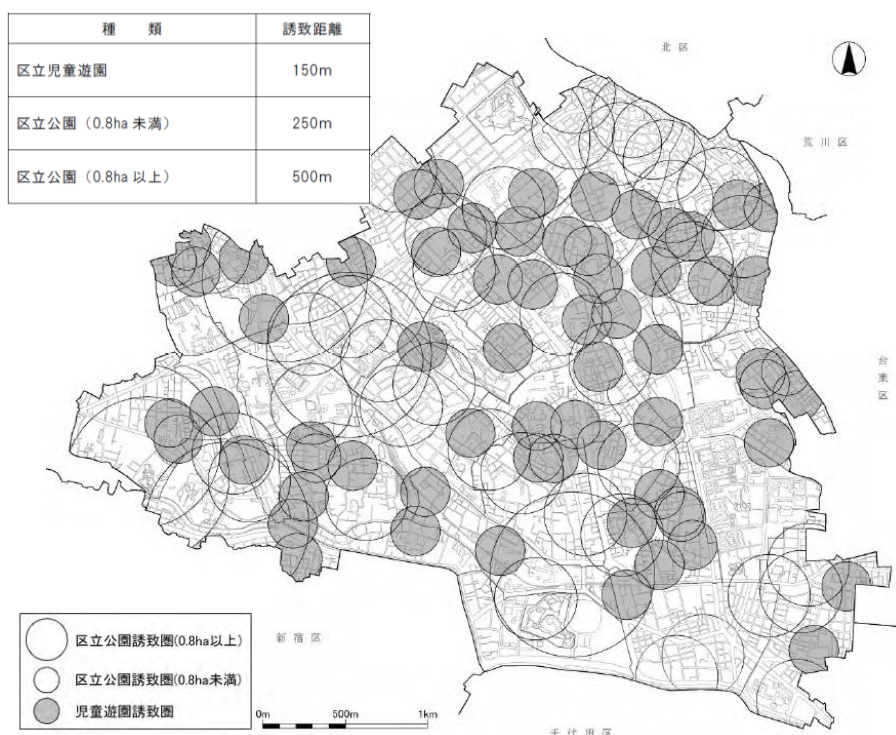 種　類　誘致距離
区立児童遊園　150m
区立公園（0.8ha 未満）　250m
区立公園（0.8ha 以上）　500m
北区
荒川区
台東区
新宿区
千代田区
区立公園誘致圏(0.8ha以上)
区立公園誘致圏(0.8ha未満)
児童遊園誘致圏
0m　500m　1km